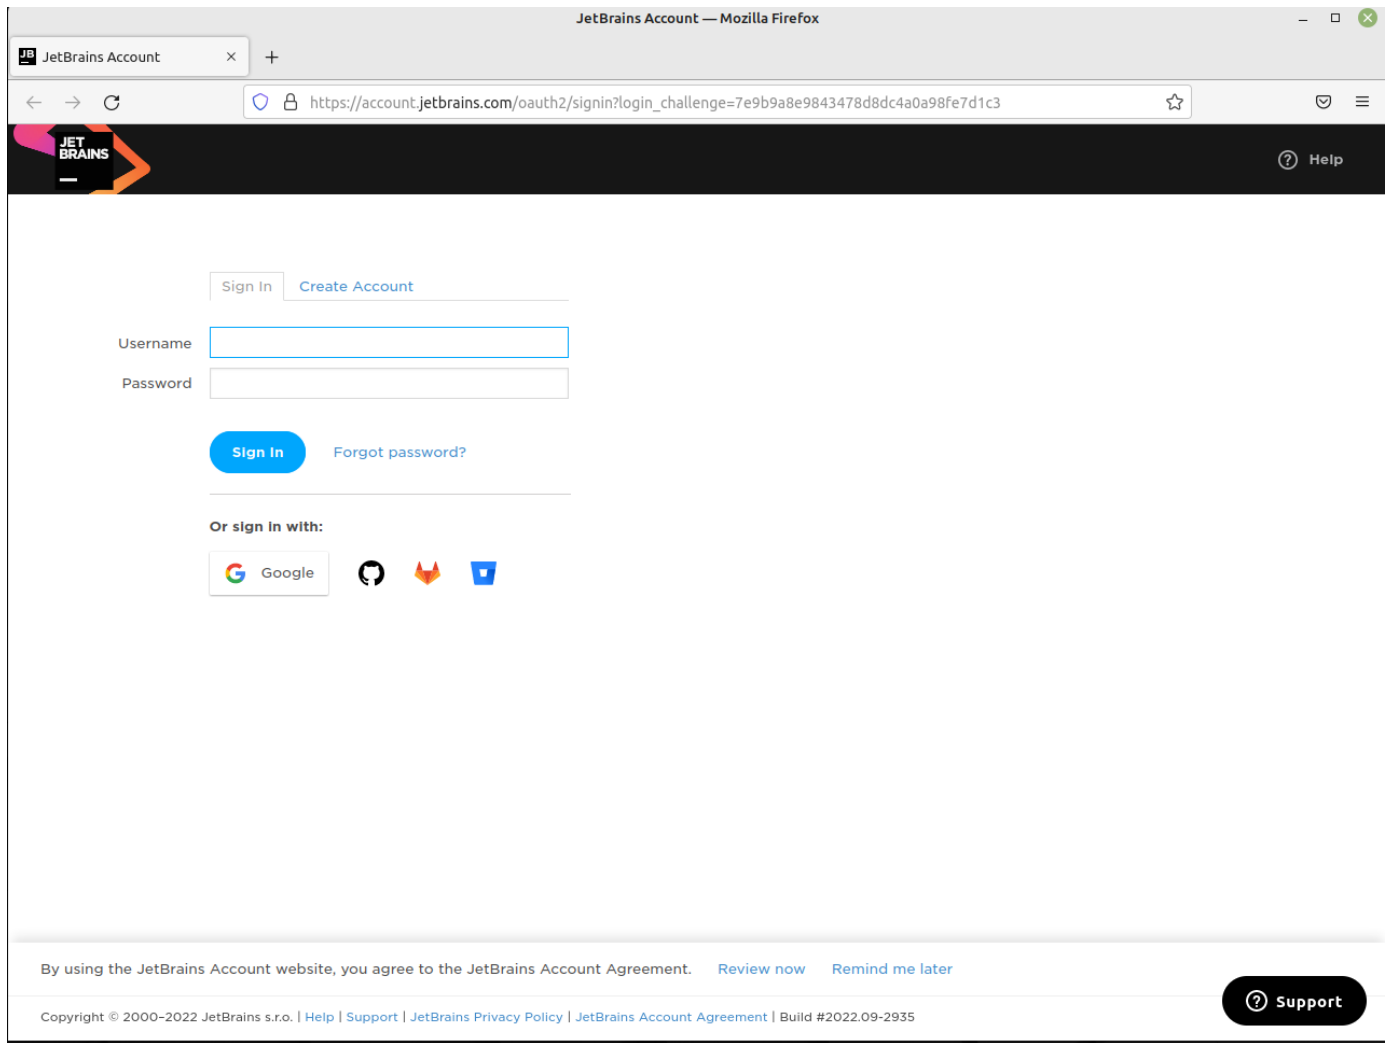 JetBrains Account — Mozilla Firefox
JB JetBrains Account
https://account.jetbrains.com/oauth2/signin?login_challenge=7e9b9a8e9843478d8dc4a0a98fe7d1c3
JET
BRAINS
Help
Sign In Create Account
Username
Password
Sign In Forgot password?
Or sign in with:
Google
By using the JetBrains Account website, you agree to the JetBrains Account Agreement. Review now Remind me later
Support
Copyright © 2000–2022 JetBrains s.r.o. | Help | Support | JetBrains Privacy Policy | JetBrains Account Agreement | Build #2022.09-2935